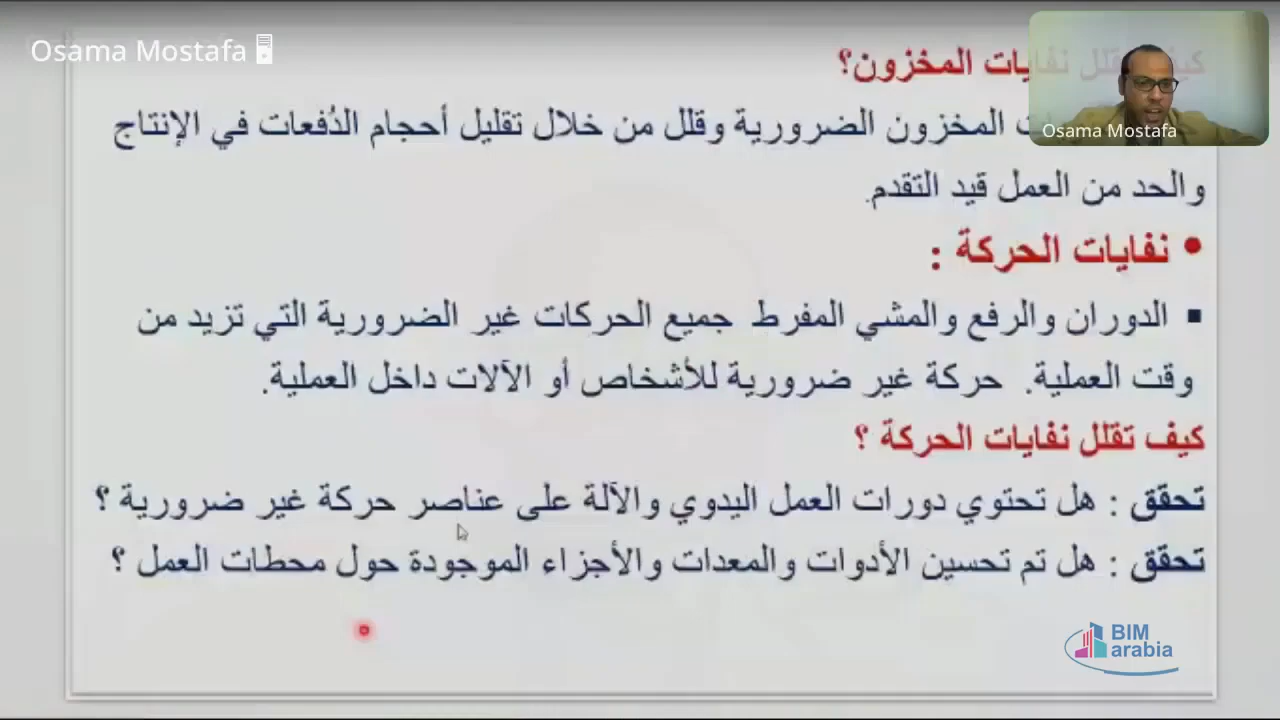 Osama Mostafa
المخزون؟
المخزون الضرورية وقلل من خلال تقليل أحجام الدُفعات في الإنتاج
Osama Mostafa
والحد من العمل قيد التقدم.
• نفايات الحركة :
▪ الدوران والرفع والمشي المفرط جميع الحركات غير الضرورية التي تزيد من
وقت العملية. حركة غير ضرورية للأشخاص أو الآلات داخل العملية.
كيف تقلل نفايات الحركة ؟
تحقق : هل تحتوي دورات العمل اليدوي والآلة على عناصر حركة غير ضرورية ؟
تحقق : هل تم تحسين الأدوات والمعدات والأجزاء الموجودة حول محطات العمل ؟
BIM
arabia